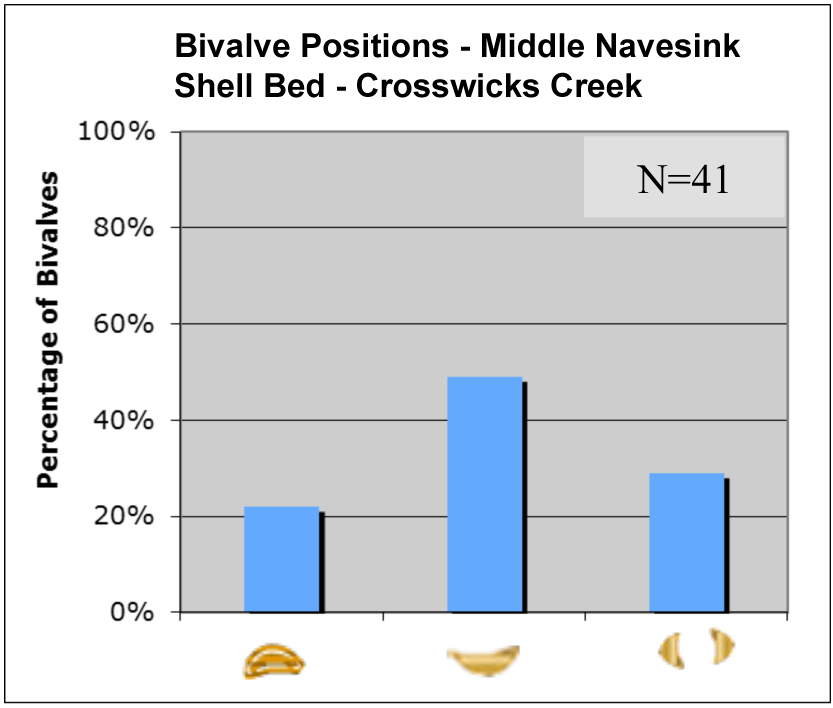 Bivalve Positions - Middle Navesink
Shell Bed - Crosswicks Creek
N=41
Percentage of Bivalves
100%
80%
60%
40%
20%
0%